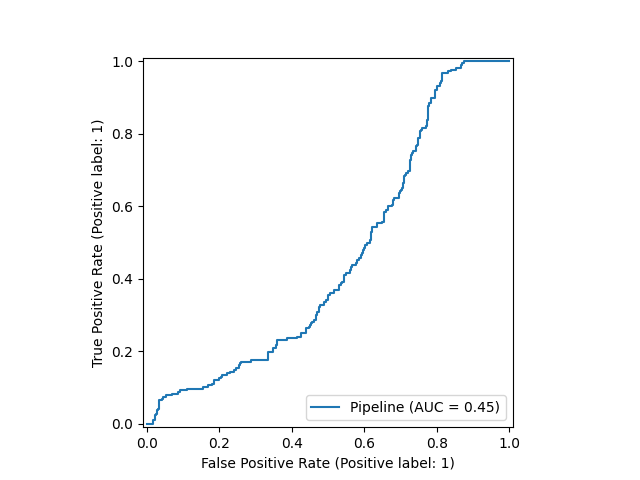 1.0
0.8
0.6
0.4
0.2
0.0
True Positive Rate (Positive label: 1)
Pipeline (AUC = 0.45)
0.0 0.2 0.4 0.6 0.8 1.0
False Positive Rate (Positive label: 1)